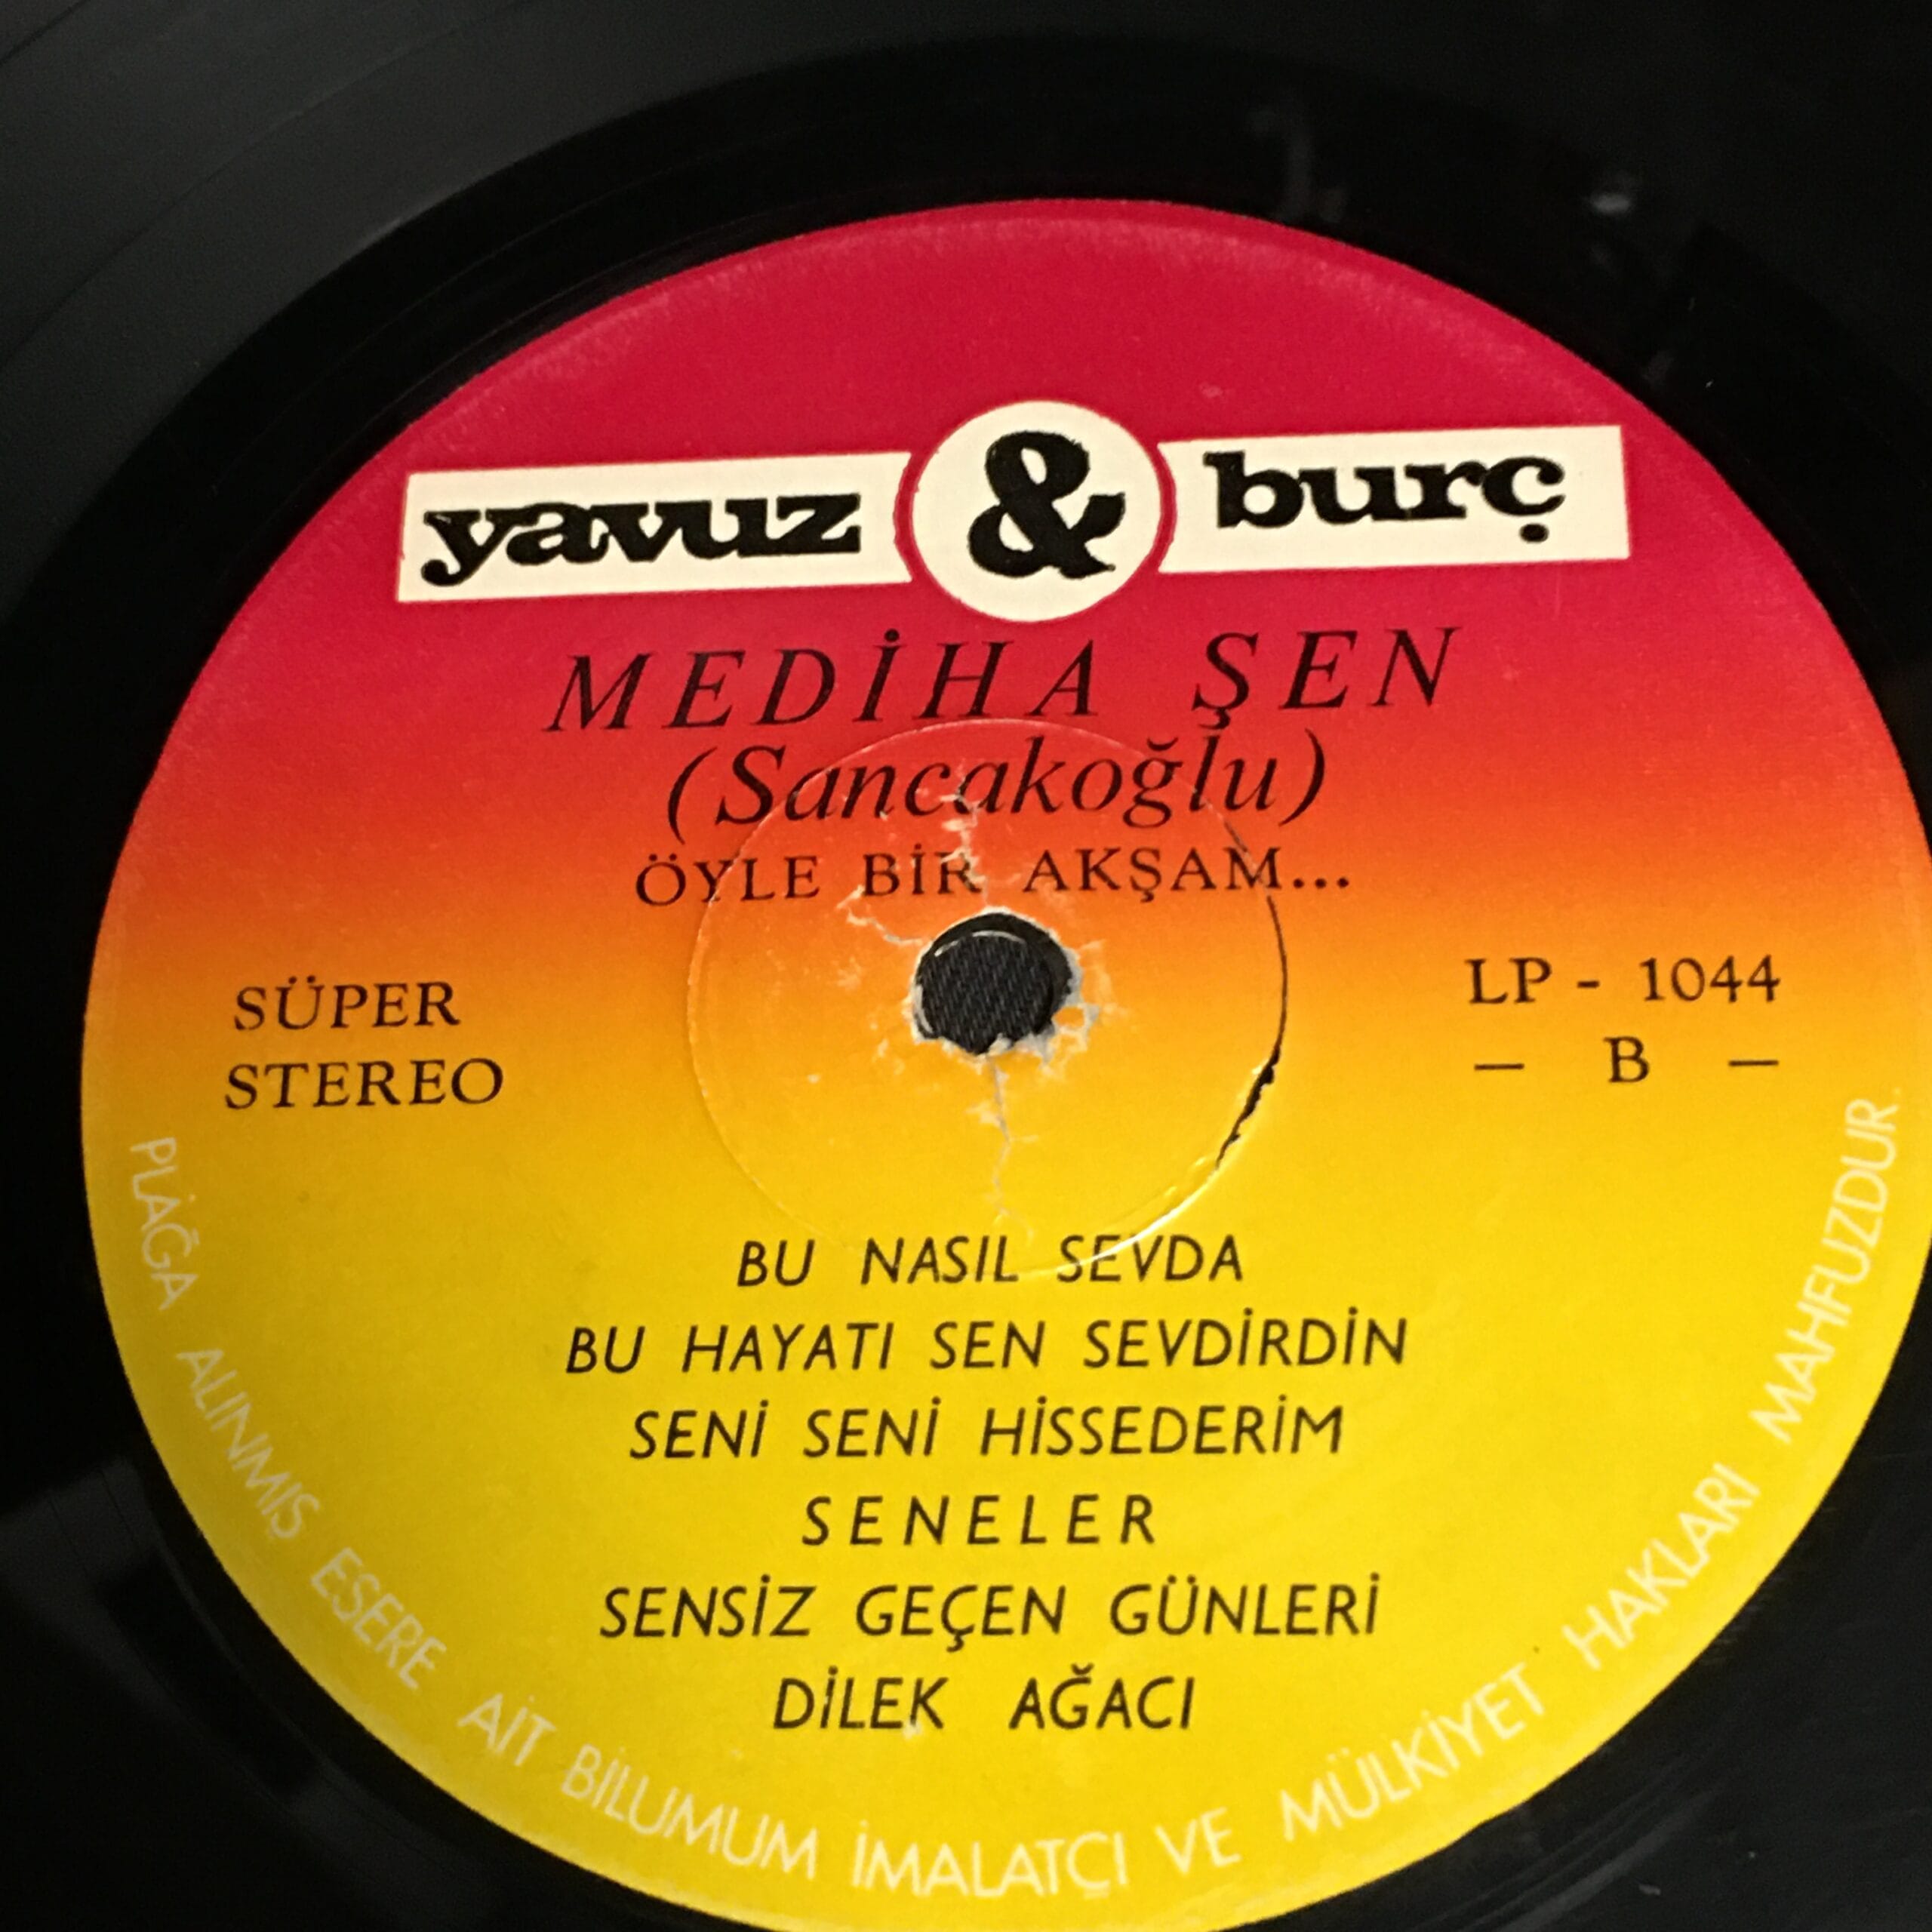 yavuz & burç
MEDİHA ŞEN
(Sancakoğlu)
ÖYLE BİR AKŞAM...
SÜPER
STEREO
LP - 1044
— B —
BU NASIL SEVDA
BU HAYATI SEN SEVDİRDİN
SENİ SENİ HİSSEDERİM
SENELER
SENSİZ GEÇEN GÜNLERİ
DİLEK AĞACI
PLAĞA ALINMIŞ ESERE AİT BİLUMUM İMALATÇI VE MÜLKİYET HAKLARI MAHFUZDUR.